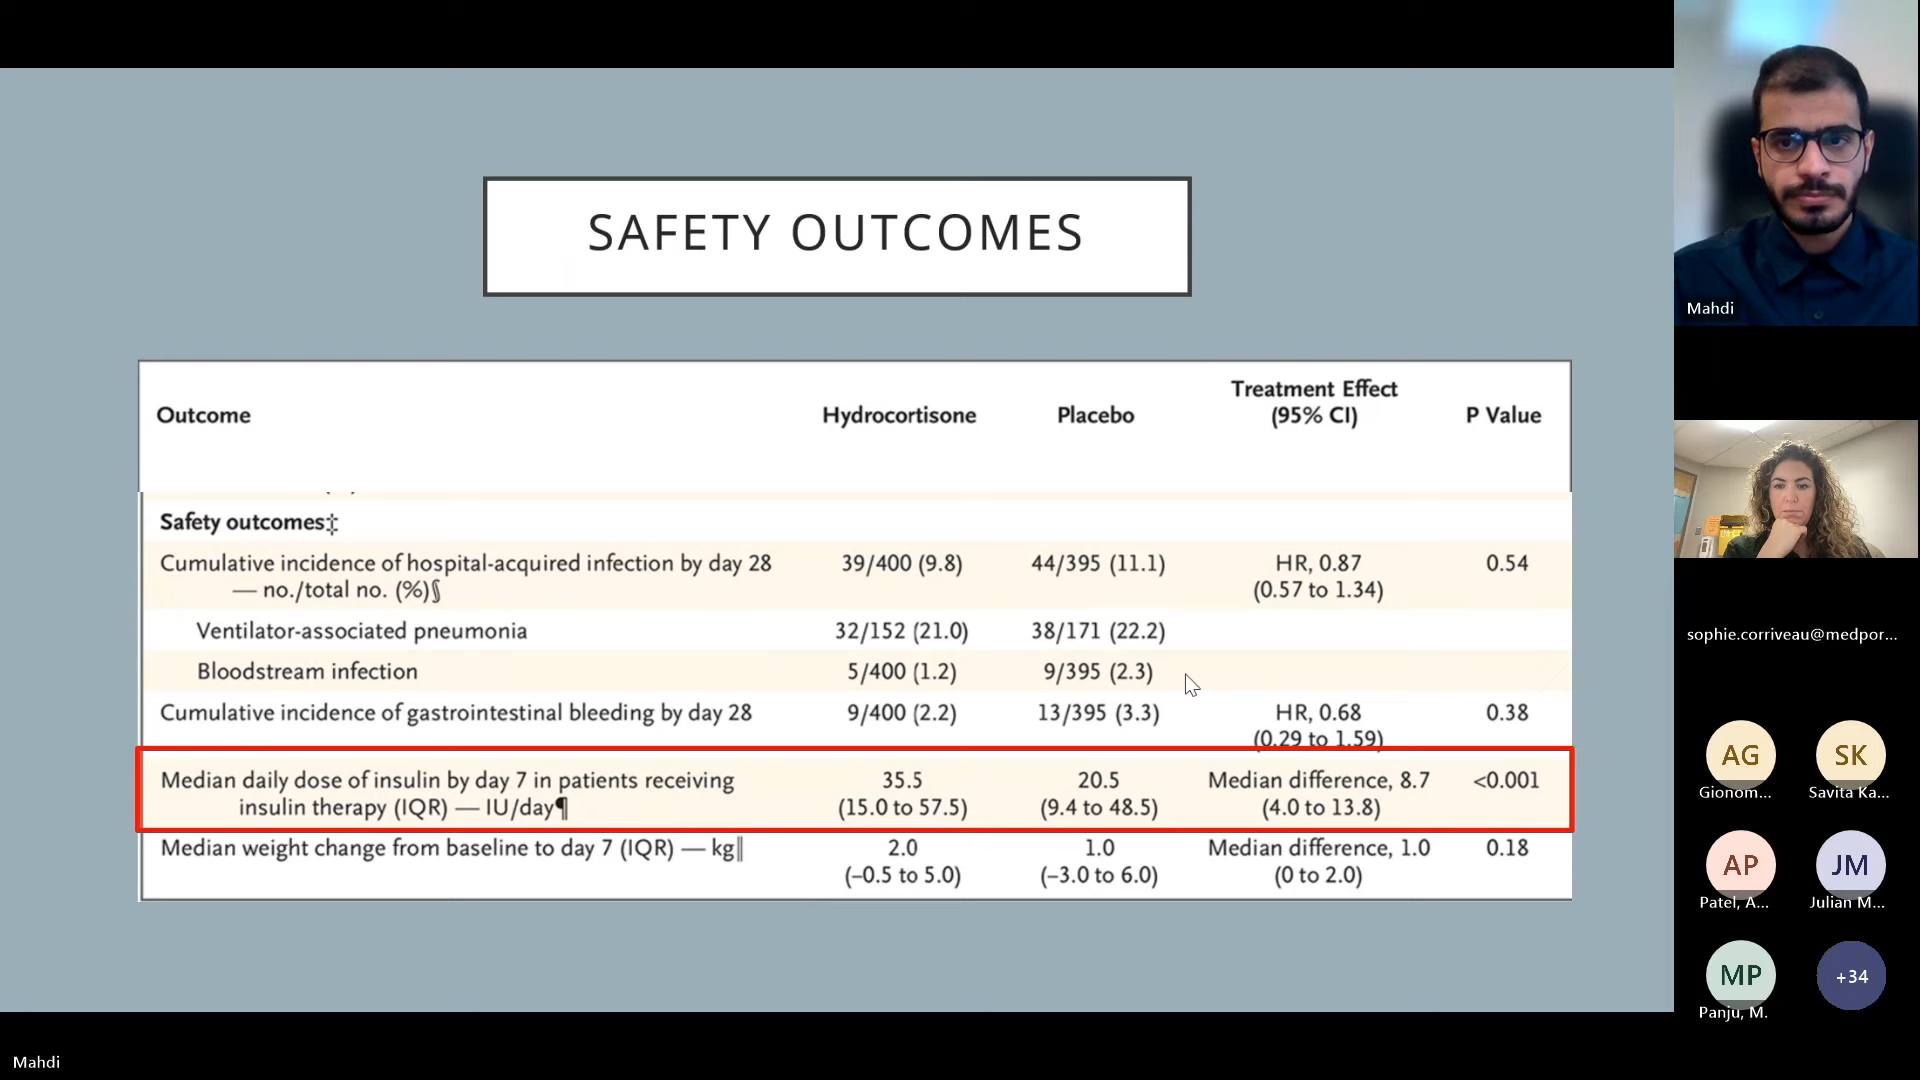 SAFETY OUTCOMES
Outcome Hydrocortisone Placebo Treatment Effect (95% CI) P Value
Safety outcomes‡
Cumulative incidence of hospital-acquired infection by day 28 39/400 (9.8) 44/395 (11.1) HR, 0.87 0.54
— no./total no. (%)§ (0.57 to 1.34)
Ventilator-associated pneumonia 32/152 (21.0) 38/171 (22.2)
Bloodstream infection 5/400 (1.2) 9/395 (2.3)
Cumulative incidence of gastrointestinal bleeding by day 28 9/400 (2.2) 13/395 (3.3) HR, 0.68 0.38
(0.29 to 1.59)
Median daily dose of insulin by day 7 in patients receiving 35.5 20.5 Median difference, 8.7 <0.001
insulin therapy (IQR) — IU/day¶ (15.0 to 57.5) (9.4 to 48.5) (4.0 to 13.8)
Median weight change from baseline to day 7 (IQR) — kg‖ 2.0 1.0 Median difference, 1.0 0.18
(–0.5 to 5.0) (–3.0 to 6.0) (0 to 2.0)
Mahdi
sophie.corriveau@medpor...
AG SK
Gionom... Savita Ka...
AP JM
Patel, A... Julian M...
MP +34
Panju, M.
Mahdi